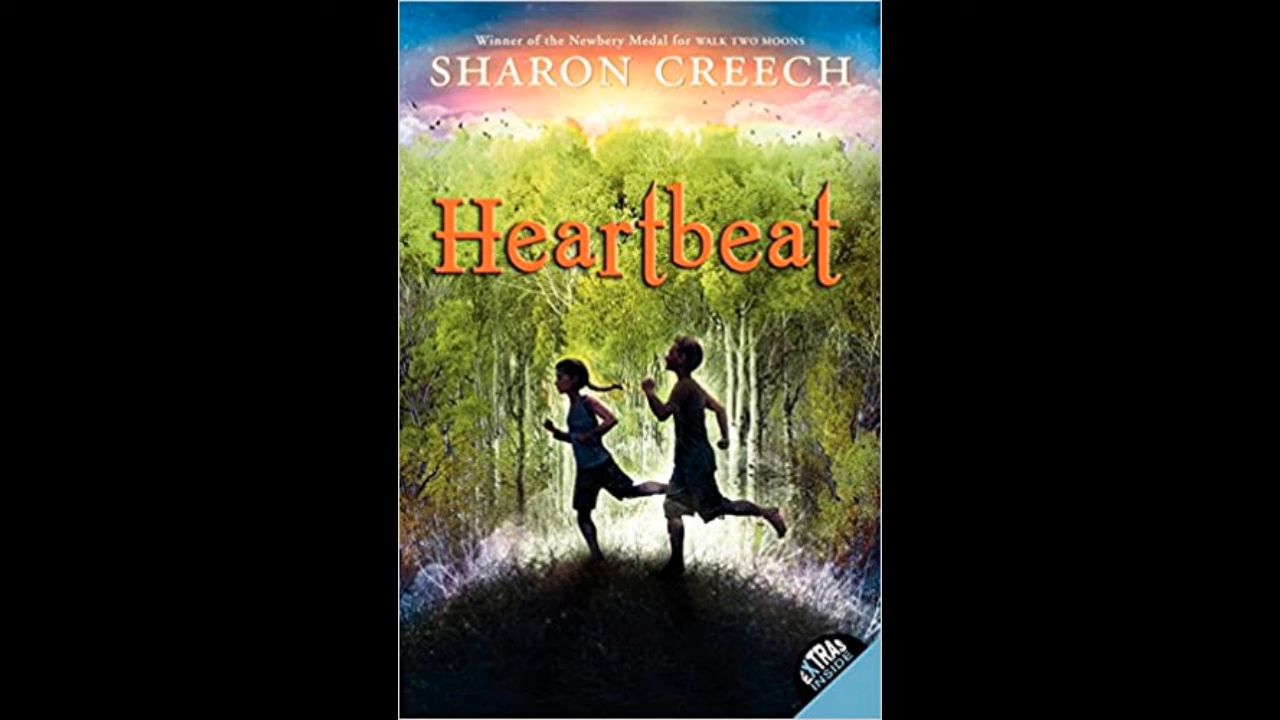 Winner of the Newbery Medal for WALK TWO MOONS
SHARON CREECH
Heartbeat
EXTRAS
INSIDE